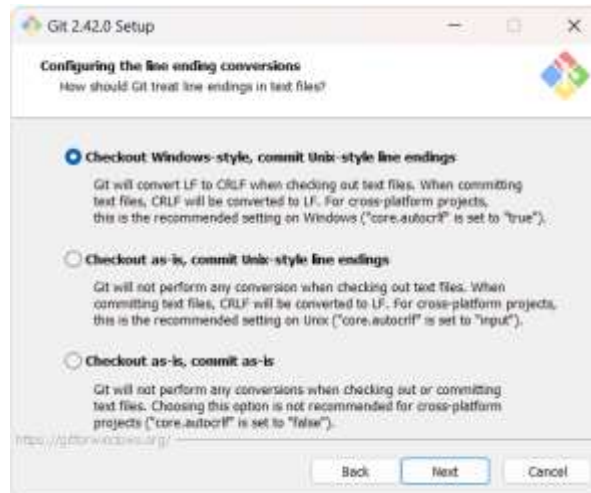 Git 2.42.0 Setup
Configuring the line ending conversions
How should Git treat line endings in text files?
Checkout Windows-style, commit Unix-style line endings
Git will convert LF to CRLF when checking out text files. When committing
text files, CRLF will be converted to LF. For cross-platform projects,
this is the recommended setting on Windows ("core.autocrlf" is set to "true").
Checkout as-is, commit Unix-style line endings
Git will not perform any conversion when checking out text files. When
committing text files, CRLF will be converted to LF. For cross-platform projects,
this is the recommended setting on Unix ("core.autocrlf" is set to "input").
Checkout as-is, commit as-is
Git will not perform any conversions when checking out or committing
text files. Choosing this option is not recommended for cross-platform
projects ("core.autocrlf" is set to "false").
https://gitforwindows.org/
Back Next Cancel